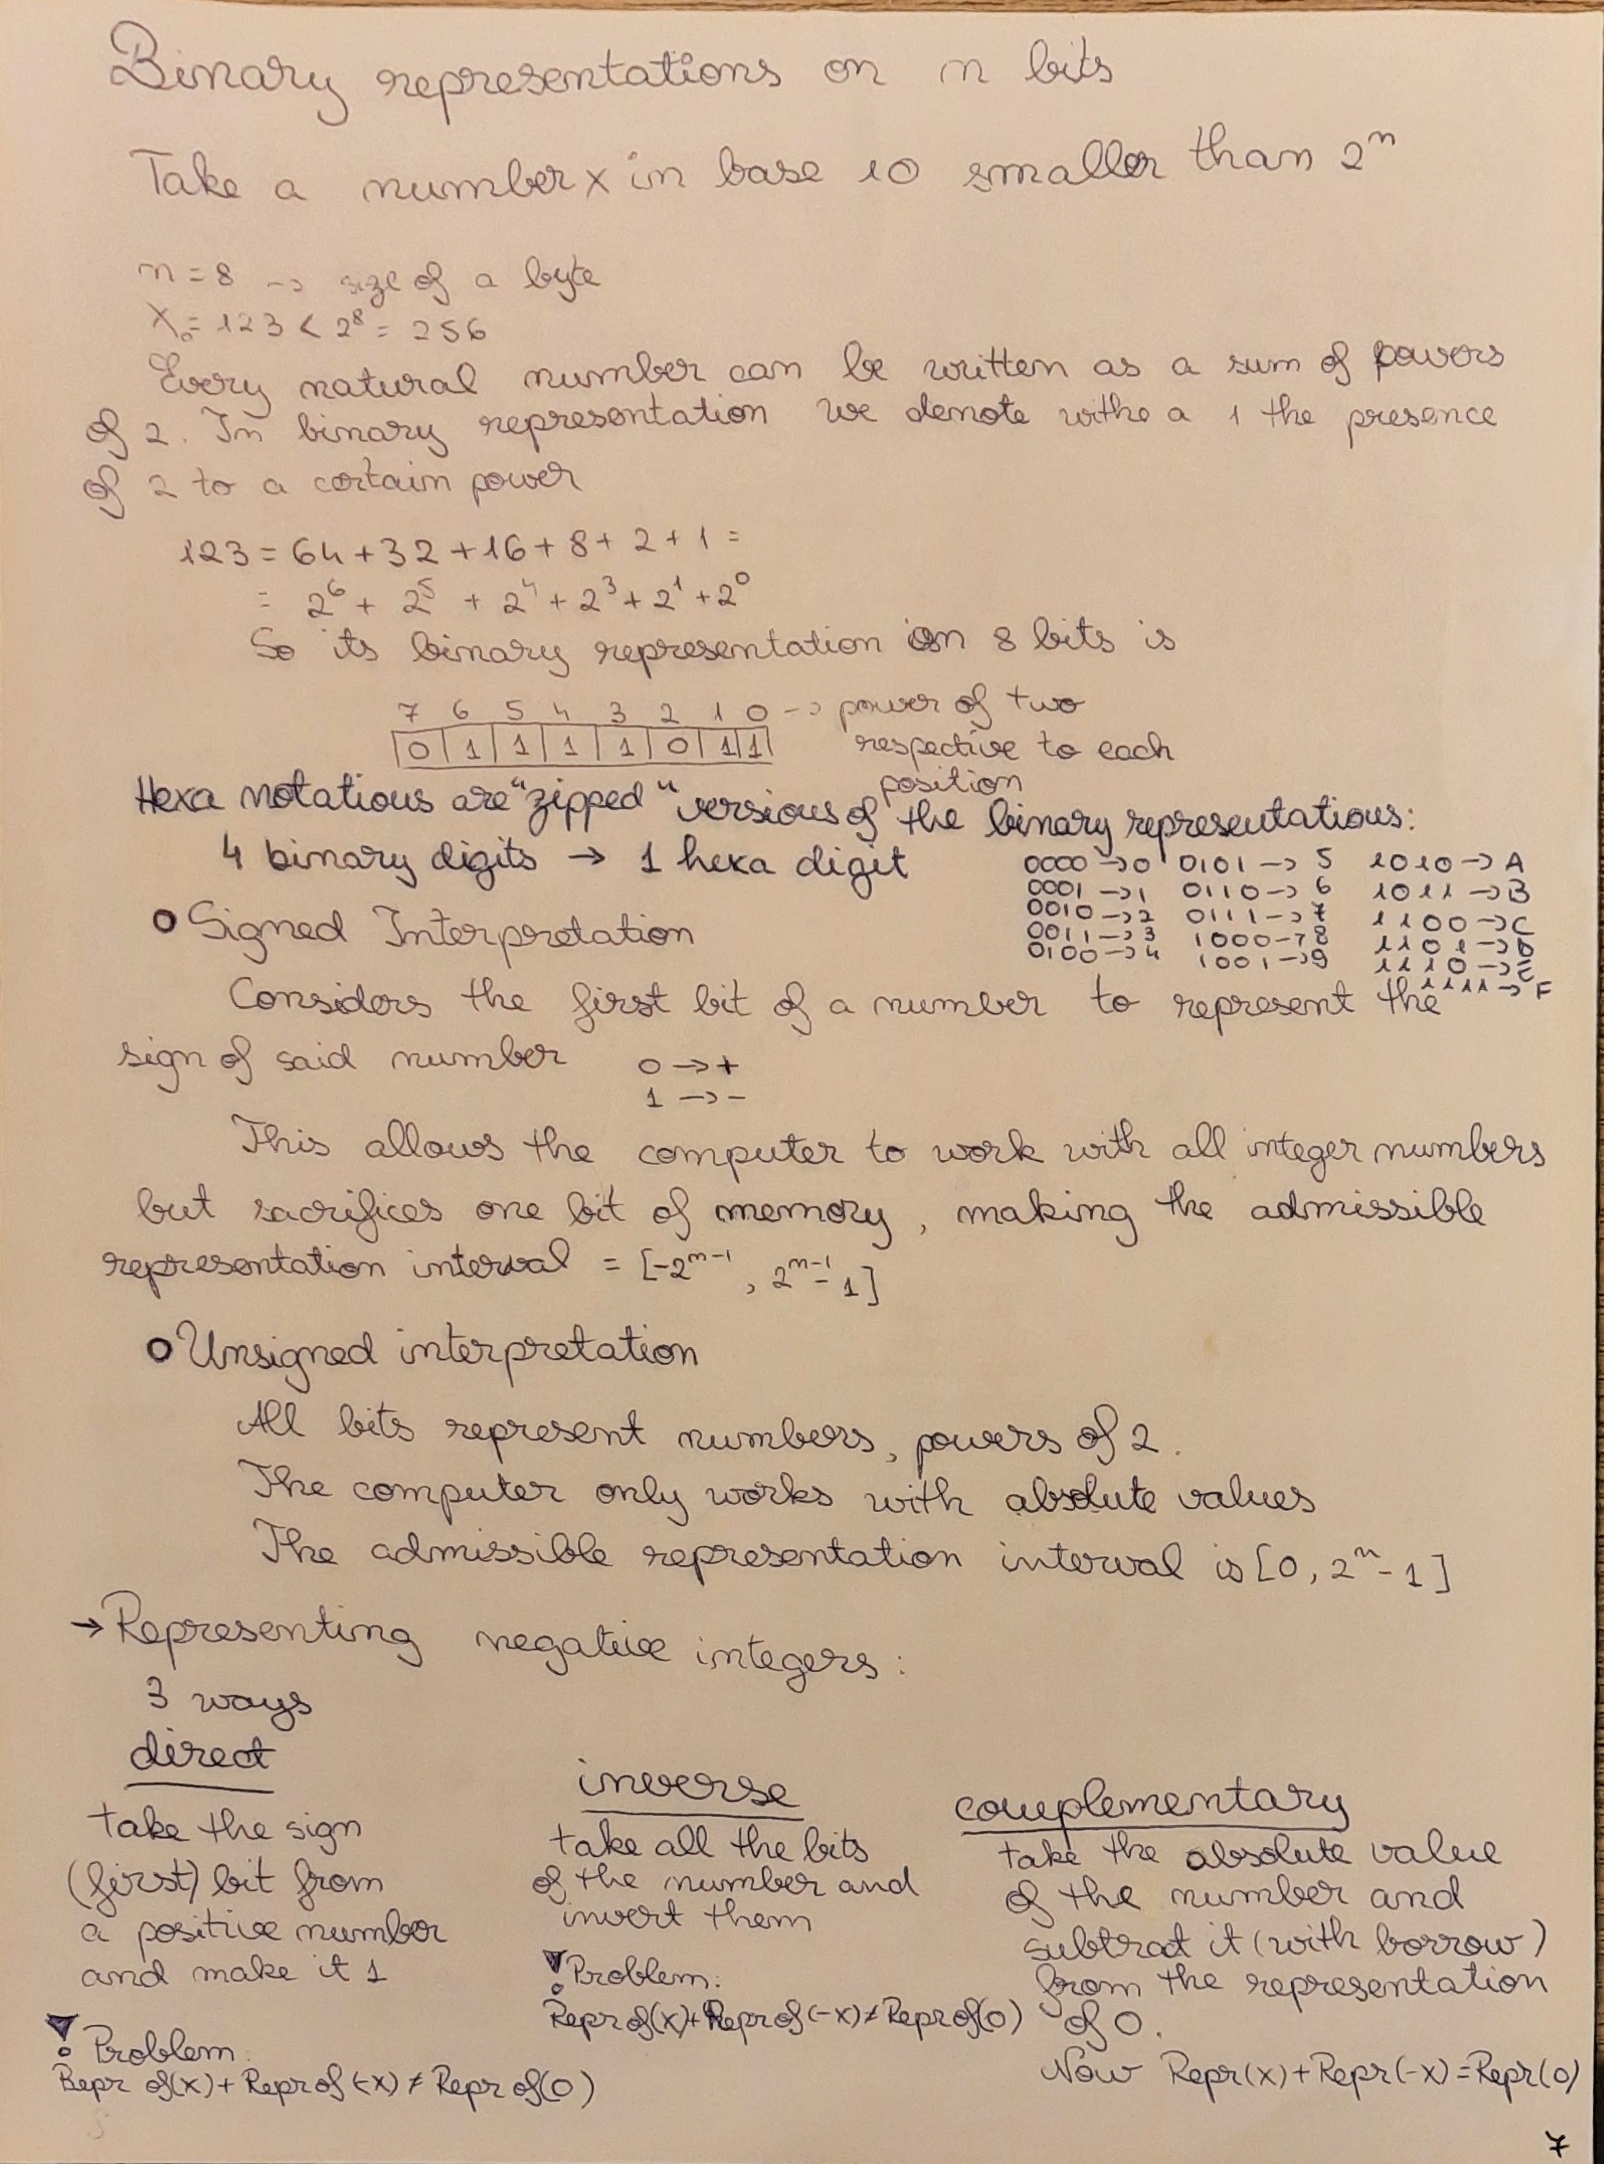 Binary representations on n bits
Take a number x in base 10 smaller than 2^n
n = 8 -> size of a byte
X₀ = 123 < 2^8 = 256
Every natural number can be written as a sum of powers
of 2. In binary representation we denote withe a 1 the presence
of 2 to a certain power
123 = 64 + 32 + 16 + 8 + 2 + 1 =
= 2^6 + 2^5 + 2^4 + 2^3 + 2^1 + 2^0
So its binary representation on 8 bits is
7 6 5 4 3 2 1 0 -> power of two
|0|1|1|1|1|0|1|1| respective to each
position
Hexa notations are "zipped" versions of the binary representations:
4 binary digits → 1 hexa digit
0000 -> 0 0101 -> 5 1010 -> A
0001 -> 1 0110 -> 6 1011 -> B
0010 -> 2 0111 -> 7 1100 -> C
0011 -> 3 1000 -> 8 1101 -> D
0100 -> 4 1001 -> 9 1110 -> E
1111 -> F
o Signed Interpretation
Considers the first bit of a number to represent the
sign of said number 0 -> +
1 -> -
This allows the computer to work with all integer numbers
but sacrifices one bit of memory, making the admissible
representation interval = [-2^{n-1}, 2^{n-1} - 1]
o Unsigned interpretation
All bits represent numbers, powers of 2.
The computer only works with absolute values
The admissible representation interval is [0, 2^n - 1]
→ Representing negative integers:
3 ways
direct
take the sign
(first) bit from
a positive number
and make it 1
! Problem:
Repr of(x) + Repr of(-x) ≠ Repr of(0)
inverse
take all the bits
of the number and
invert them
! Problem:
Repr of(x) + Repr of(-x) ≠ Repr of(0)
complementary
take the absolute value
of the number and
subtrat it (with borrow)
from the representation
of 0.
Now Repr(x) + Repr(-x) = Repr(0)
7